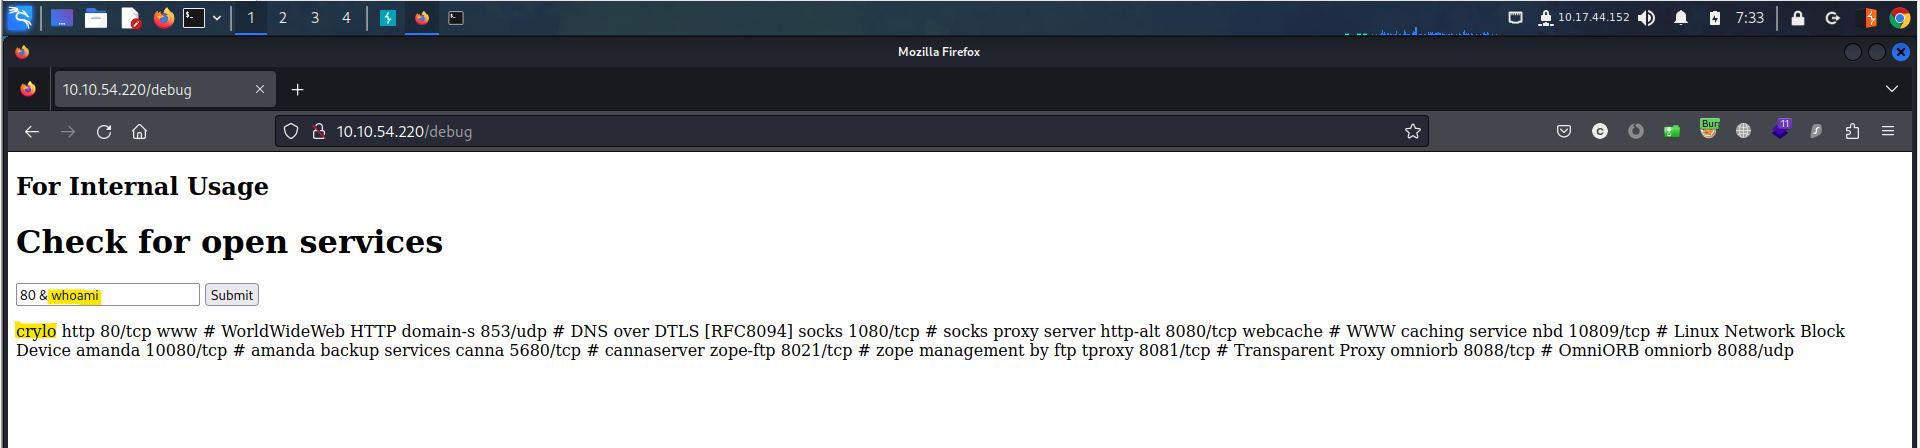 1 2 3 4 10.17.44.152 7:33
Mozilla Firefox
10.10.54.220/debug
10.10.54.220/debug
Bur
11
For Internal Usage
Check for open services
80 & whoami Submit
crylo http 80/tcp www # WorldWideWeb HTTP domain-s 853/udp # DNS over DTLS [RFC8094] socks 1080/tcp # socks proxy server http-alt 8080/tcp webcache # WWW caching service nbd 10809/tcp # Linux Network Block
Device amanda 10080/tcp # amanda backup services canna 5680/tcp # cannaserver zope-ftp 8021/tcp # zope management by ftp tproxy 8081/tcp # Transparent Proxy omniorb 8088/tcp # OmniORB omniorb 8088/udp